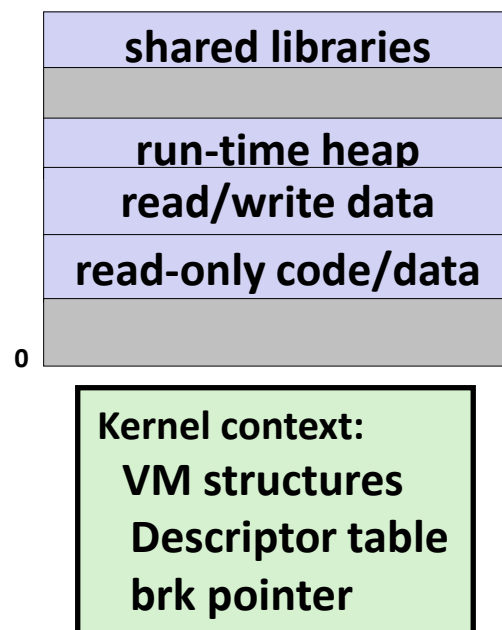 shared libraries
run-time heap
read/write data
read-only code/data
0
Kernel context:
VM structures
Descriptor table
brk pointer